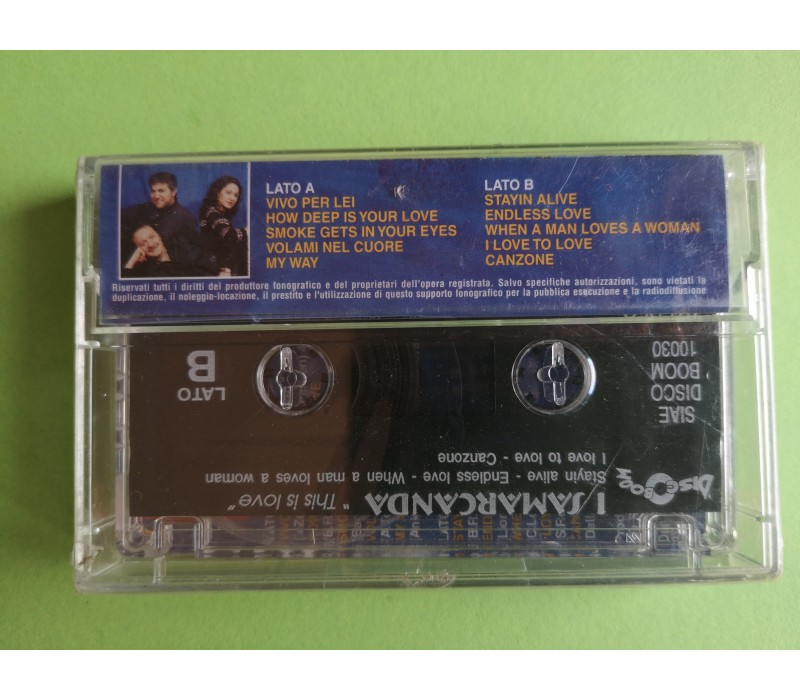 LATO A
VIVO PER LEI
HOW DEEP IS YOUR LOVE
SMOKE GETS IN YOUR EYES
VOLAMI NEL CUORE
MY WAY
LATO B
STAYIN ALIVE
ENDLESS LOVE
WHEN A MAN LOVES A WOMAN
I LOVE TO LOVE
CANZONE
Riservati tutti i diritti del produttore fonografico e dei proprietari dell'opera registrata. Salvo specifiche autorizzazioni, sono vietati la
duplicazione, il noleggio-locazione, il prestito e l'utilizzazione di questo supporto fonografico per la pubblica esecuzione e la radiodiffusione
DISCO BOOM
I SAMARCANDA "This is love"
Stayin alive - Endless love - When a man loves a woman
I love to love - Canzone
SIAE
DISCO
BOOM
10030
LATO
B